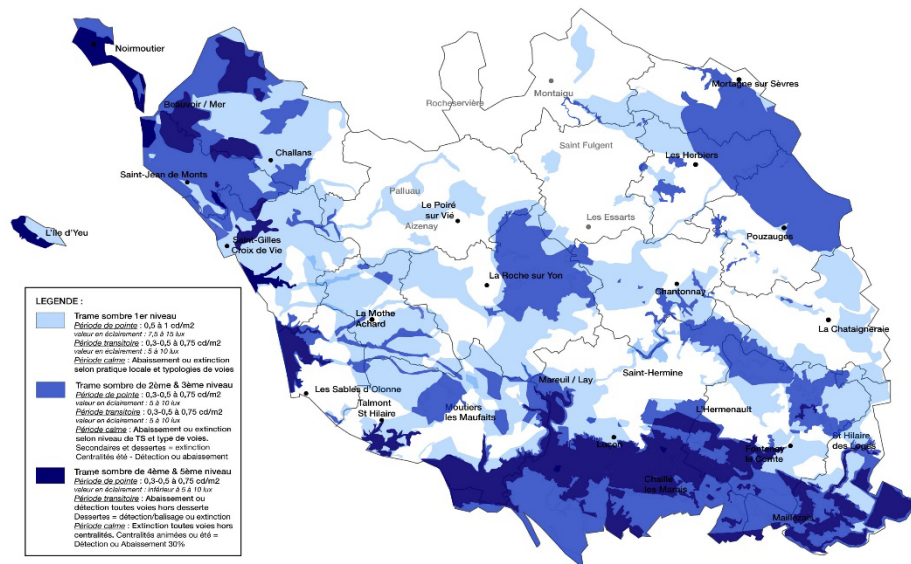 Noirmoutier
Mortagne sur Sèvres
Montaigu
Rocheservière
Beauvoir / Mer
Saint Fulgent
Challans
Les Herbiers
Saint-Jean de Monts
Palluau
Le Poiré
sur Vié
Les Essarts
Aizenay
L'île d'Yeu
Pouzauges
Saint-Gilles
Croix de Vie
La Roche sur Yon
Chantonnay
La Mothe
Achard
La Chataigneraie
Saint-Hermine
Mareuil / Lay
Les Sables d'Olonne
Talmont
St Hilaire
Moutiers
les Maufaits
L'Hermenault
St Hilaire
des Loges
Luçon
Fontenay
le Comte
Chaillé
les Marais
Maillezais
LEGENDE :
Trame sombre 1er niveau
Période de pointe : 0,5 à 1 cd/m2
valeur en éclairement : 7,5 à 15 lux
Période transitoire : 0,3-0,5 à 0,75 cd/m2
valeur en éclairement : 5 à 10 lux
Période calme : Abaissement ou extinction
selon pratique locale et typologies de voies
Trame sombre de 2ème & 3ème niveau
Période de pointe : 0,3-0,5 à 0,75 cd/m2
valeur en éclairement : 5 à 10 lux
Période transitoire : 0,3-0,5 à 0,75 cd/m2
valeur en éclairement : 5 à 10 lux
Période calme : Abaissement ou extinction
selon niveau de TS et type de voies.
Secondaires et dessertes = extinction
Centralités été - Détection ou abaissement
Trame sombre de 4ème & 5ème niveau
Période de pointe : 0,3-0,5 à 0,75 cd/m2
valeur en éclairement : inférieur à 5 à 10 lux
Période transitoire : Abaissement ou
détection toutes voies hors desserte
Dessertes = détection/balisage ou extinction
Période calme : Extinction toutes voies hors
centralités. Centralités animées ou été =
Détection ou Abaissement 30%